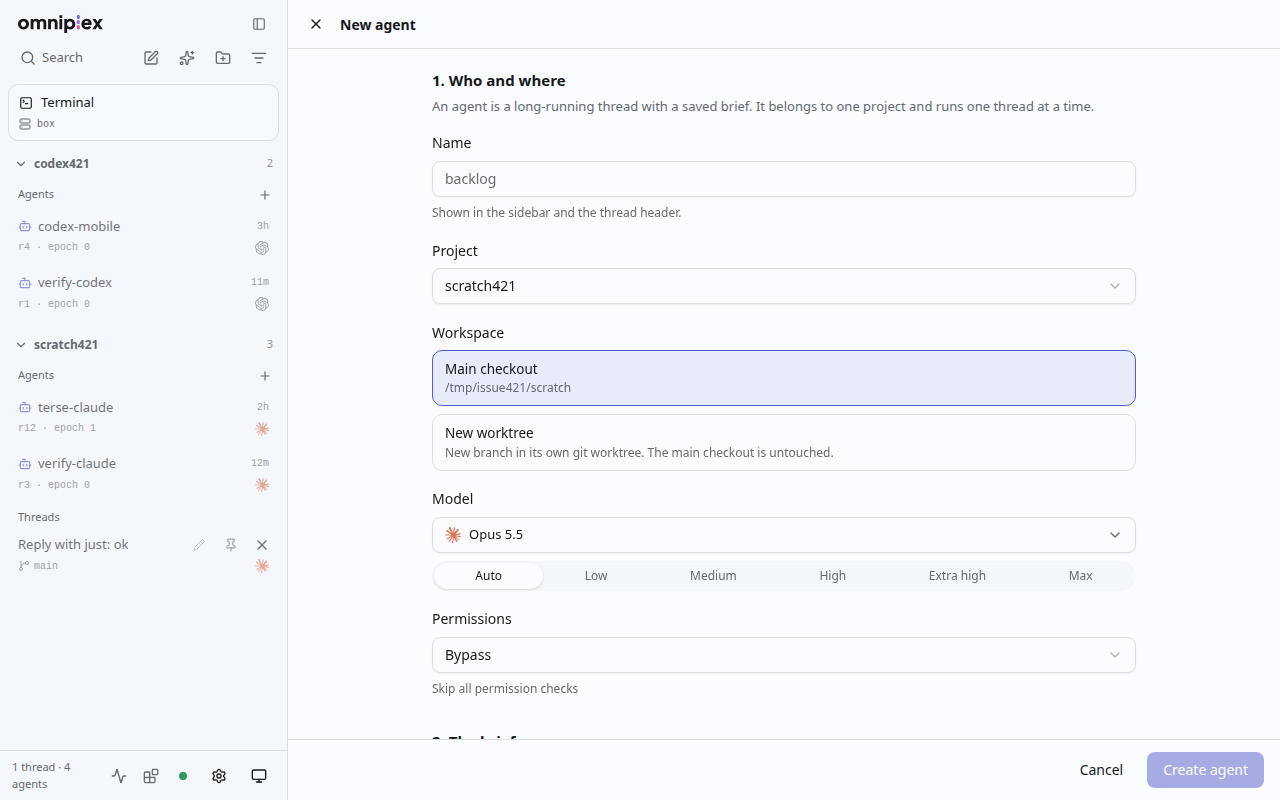 omniplex
New agent
Search
Terminal
box
codex421 2
Agents
codex-mobile 3h
r4 · epoch 0
verify-codex 11m
r1 · epoch 0
scratch421 3
Agents
terse-claude 2h
r12 · epoch 1
verify-claude 12m
r3 · epoch 0
Threads
Reply with just: ok
main
1 thread · 4
agents
1. Who and where
An agent is a long-running thread with a saved brief. It belongs to one project and runs one thread at a time.
Name
backlog
Shown in the sidebar and the thread header.
Project
scratch421
Workspace
Main checkout
/tmp/issue421/scratch
New worktree
New branch in its own git worktree. The main checkout is untouched.
Model
Opus 5.5
Auto Low Medium High Extra high Max
Permissions
Bypass
Skip all permission checks
Cancel Create agent